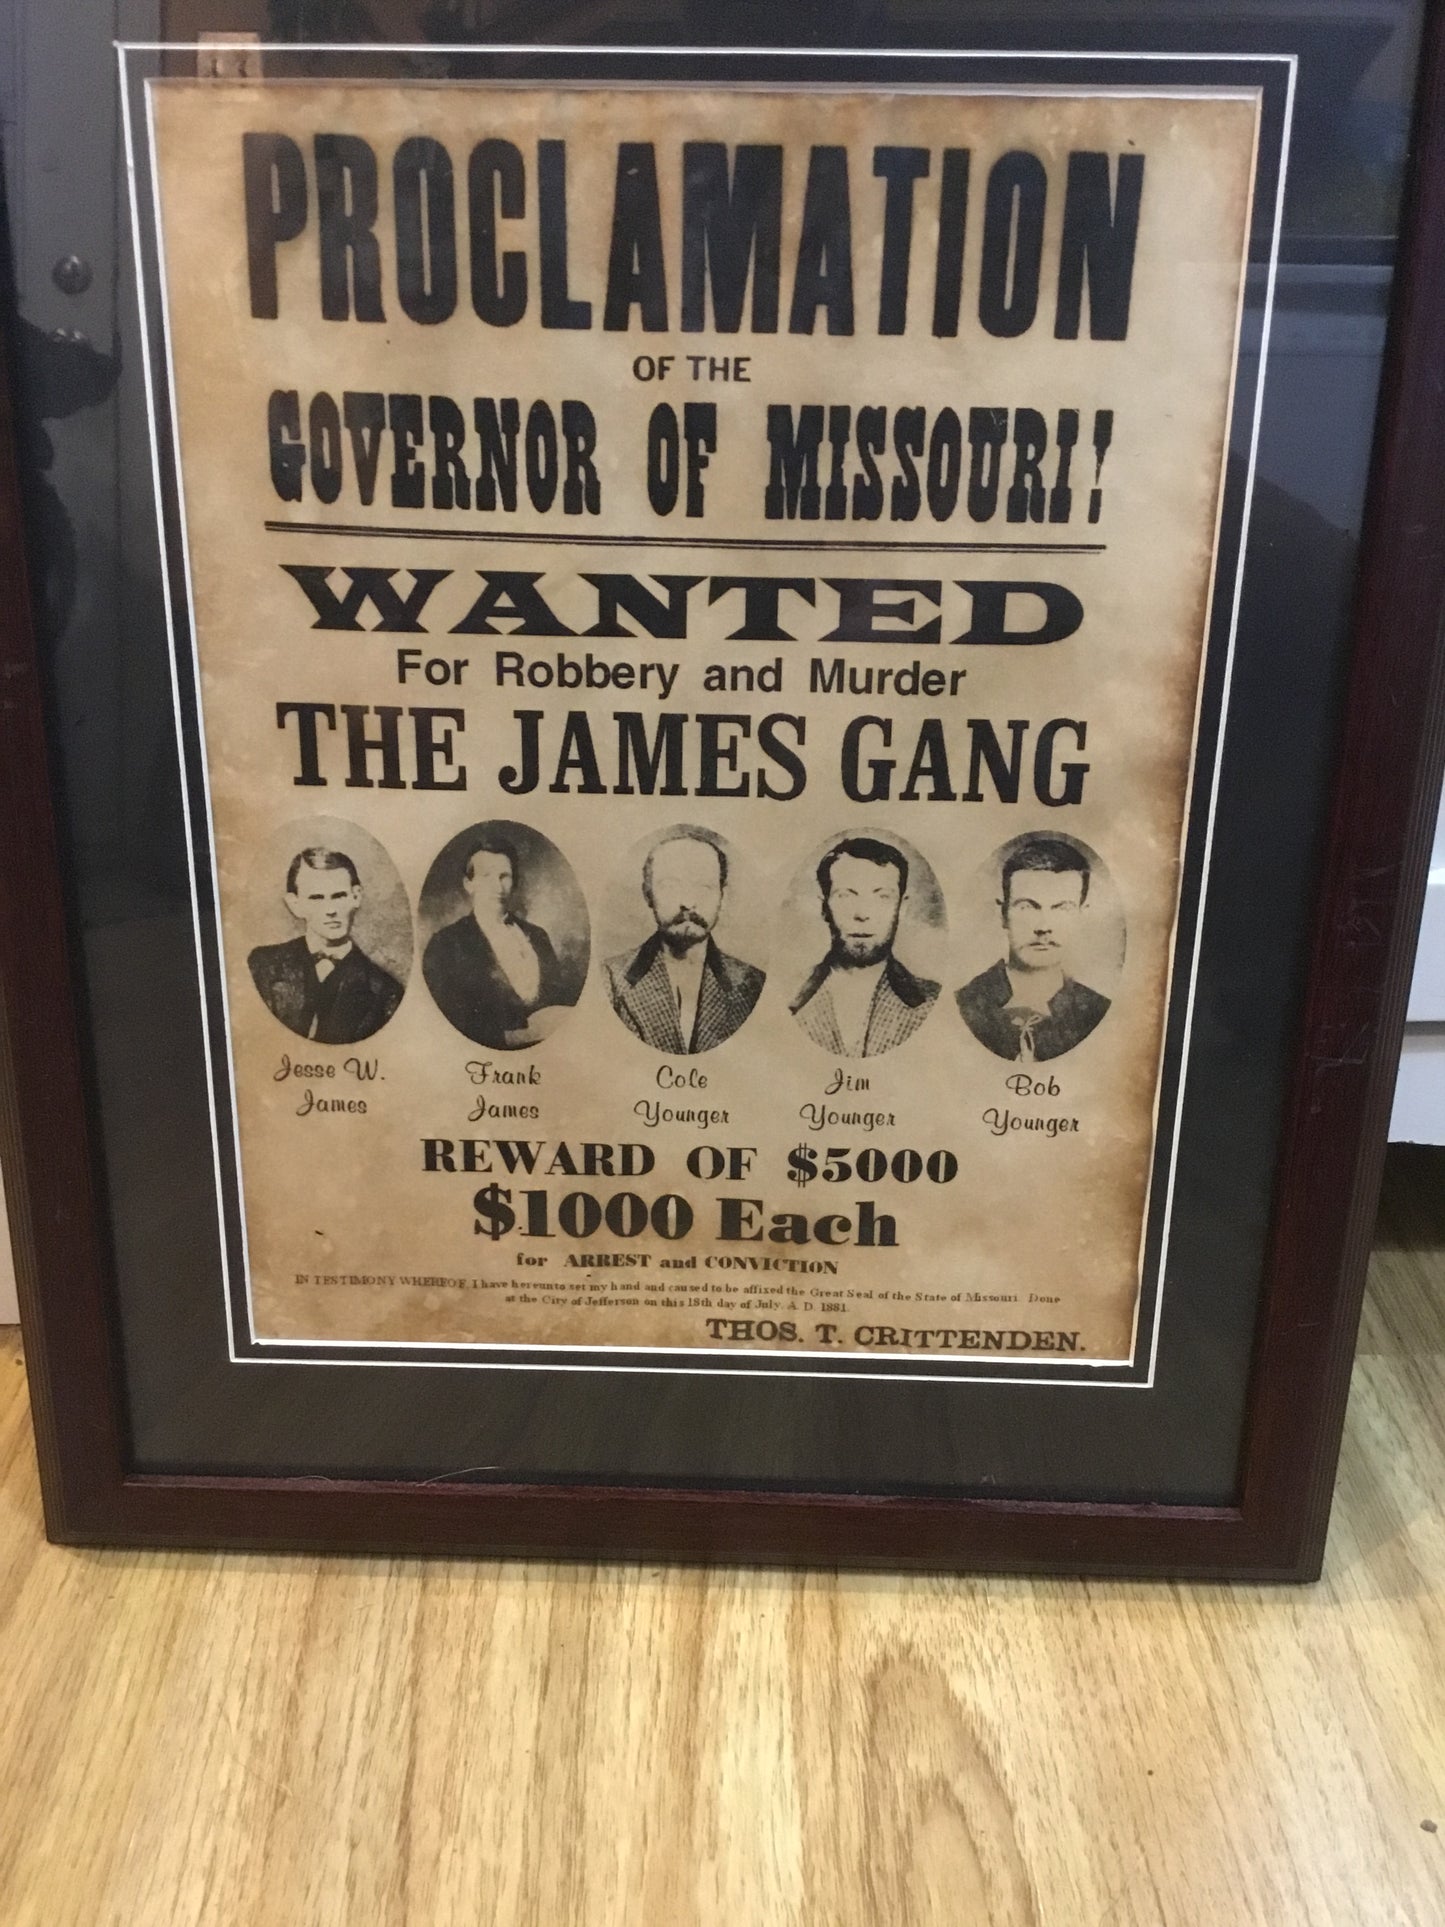 PROCLAMATION
OF THE
GOVERNOR OF MISSOURI!
WANTED
For Robbery and Murder
THE JAMES GANG
Jesse W. James
Frank James
Cole Younger
Jim Younger
Bob Younger
REWARD OF $5000
$1000 Each
for ARREST and CONVICTION
IN TESTIMONY WHEREOF, I have hereunto set my hand and caused to be affixed the Great Seal of the State of Missouri. Done
at the City of Jefferson on this 18th day of July, A. D. 1881.
THOS. T. CRITTENDEN.